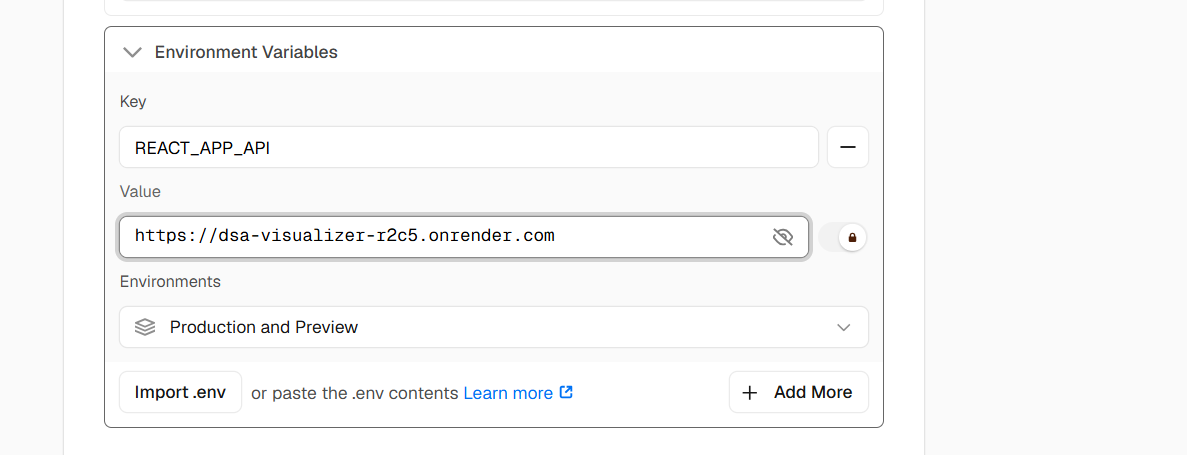 Environment Variables
Key
REACT_APP_API
Value
https://dsa-visualizer-r2c5.onrender.com
Environments
Production and Preview
Import .env or paste the .env contents Learn more + Add More